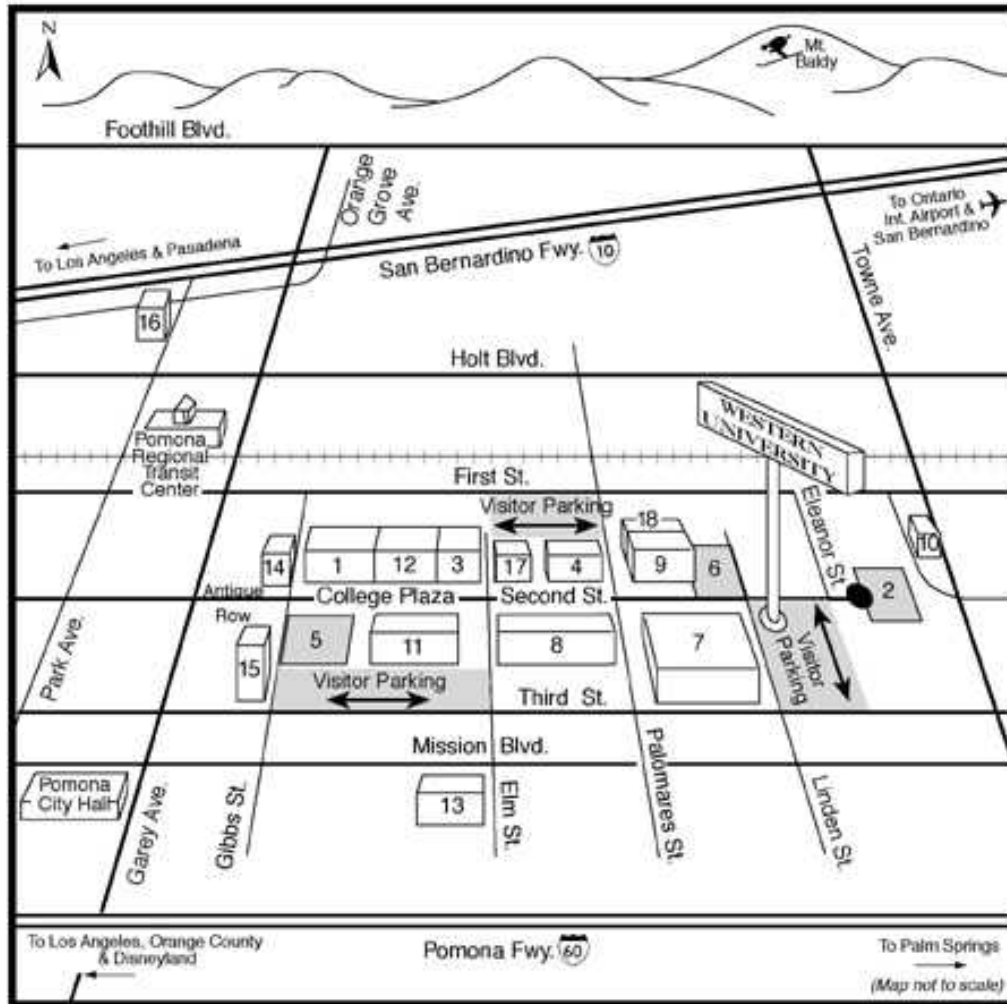 N
Mt.
Baldy
Foothill Blvd.
Orange
Grove
Ave.
To Ontario
Int. Airport &
San Bernardino
To Los Angeles & Pasadena
San Bernardino Fwy. 10
Towne Ave.
16
Holt Blvd.
WESTERN
UNIVERSITY
Pomona
Regional
Transit
Center
First St.
Visitor Parking
Eleanor St.
18
14
1
12
3
17
4
9
6
10
2
Antique
Row
College Plaza
Second St.
5
11
8
7
15
Visitor Parking
Visitor
Parking
Third St.
Park Ave.
Mission Blvd.
Pomona
City Hall
13
Garey Ave.
Gibbs St.
Elm St.
Palomares St.
Linden St.
To Los Angeles, Orange County
& Disneyland
Pomona Fwy. 60
To Palm Springs
(Map not to scale)